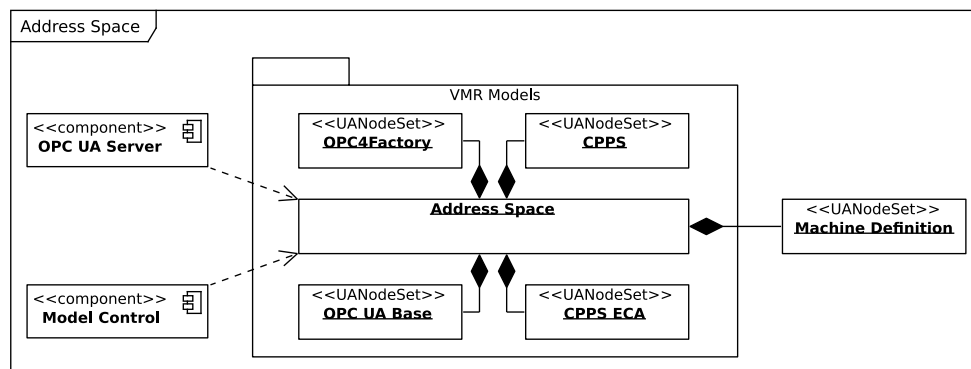 Address Space
VMR Models
<<component>>
OPC UA Server
<<UANodeSet>>
OPC4Factory
<<UANodeSet>>
CPPS
Address Space
<<UANodeSet>>
Machine Definition
<<component>>
Model Control
<<UANodeSet>>
OPC UA Base
<<UANodeSet>>
CPPS ECA